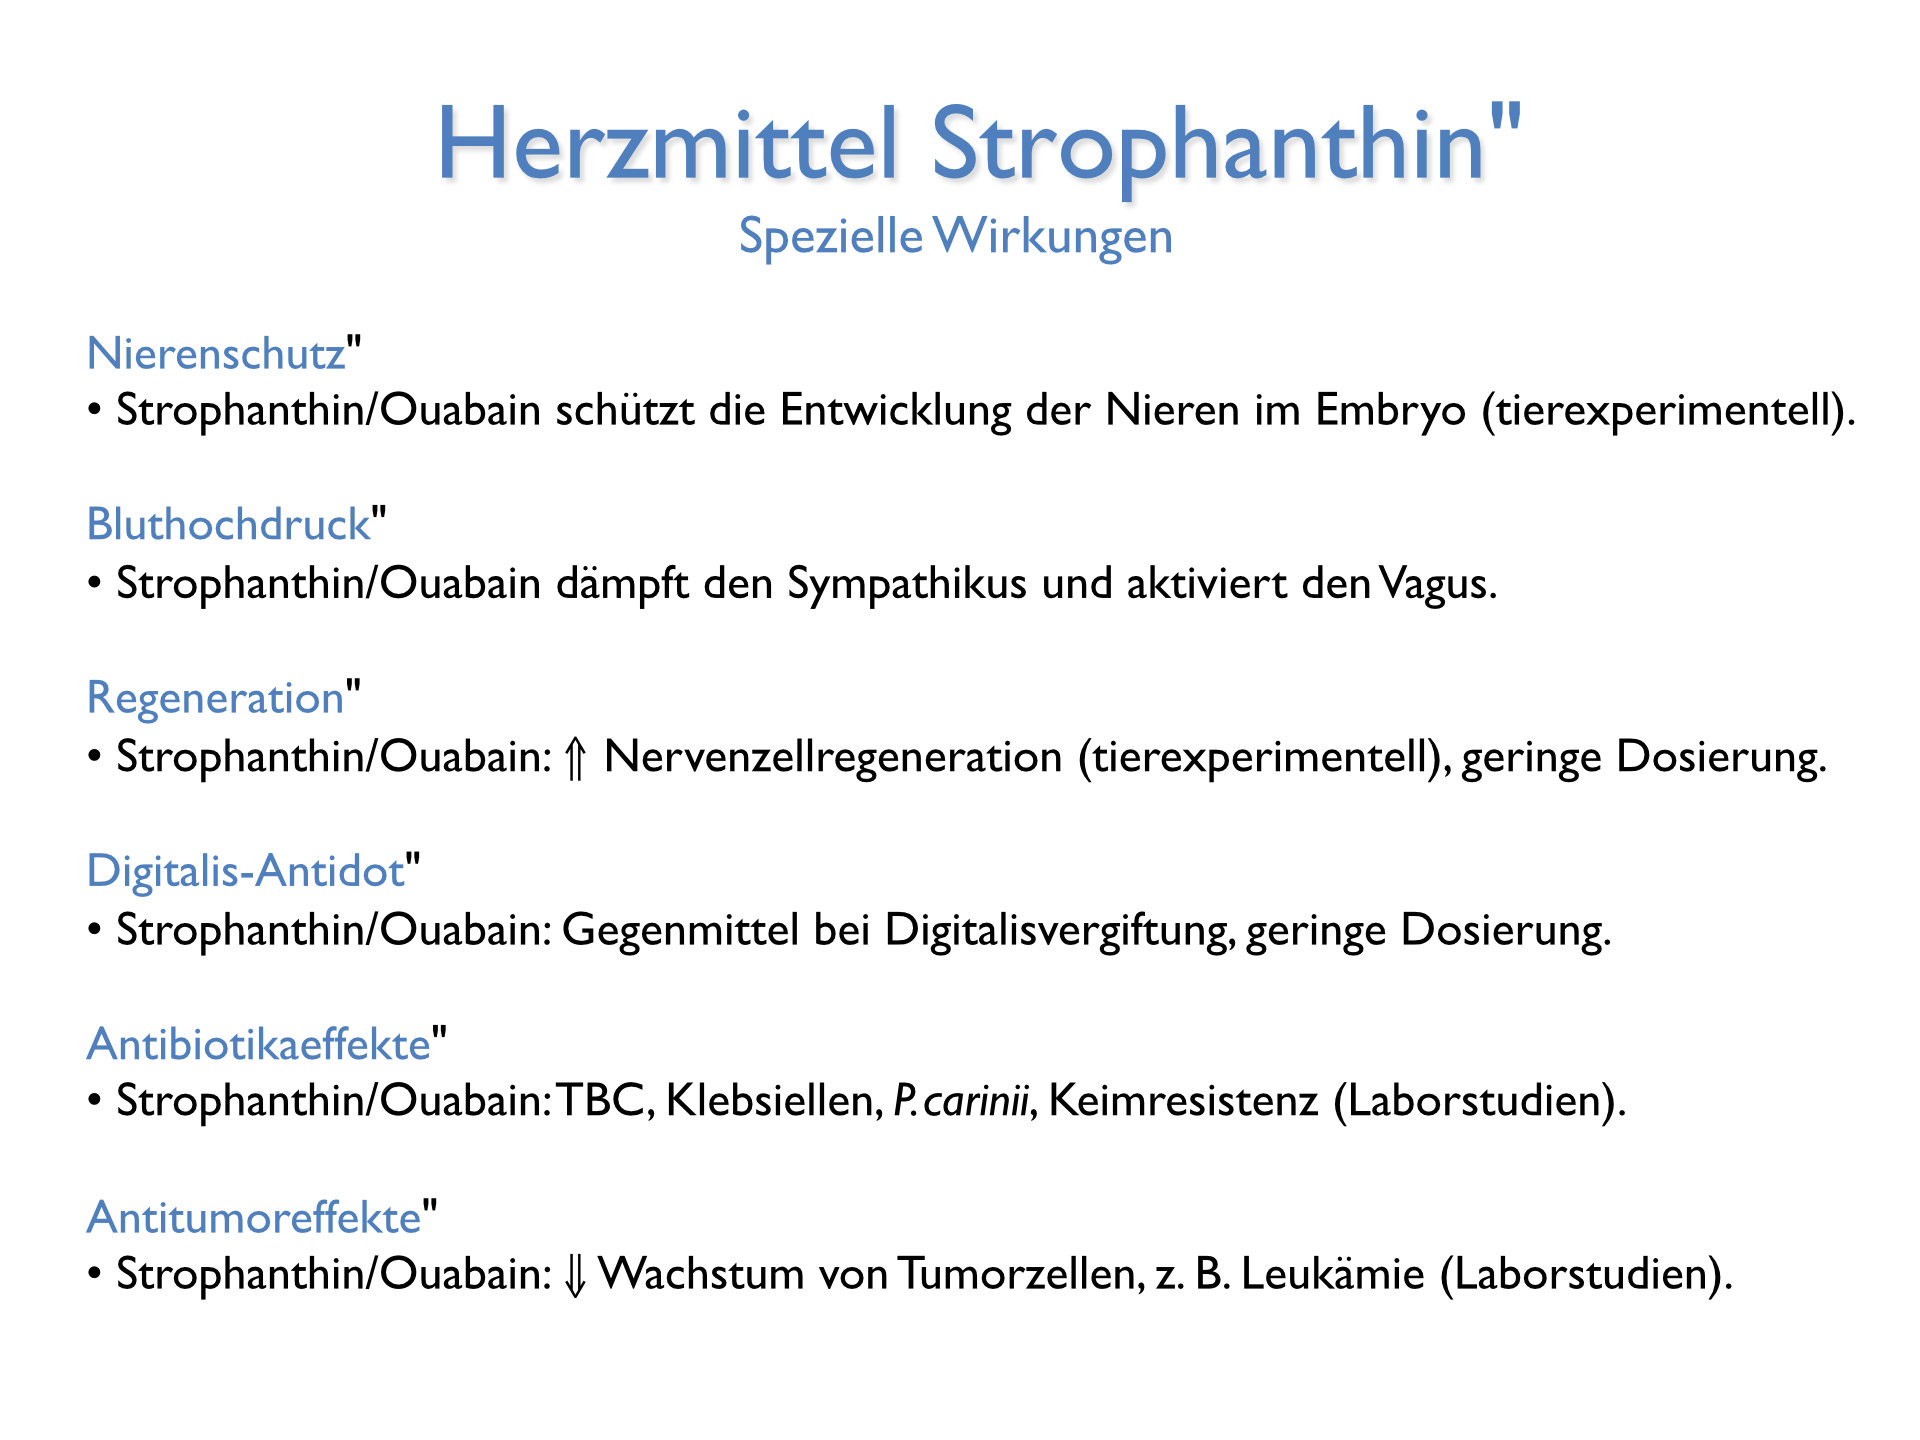 Herzmittel Strophanthin"
Spezielle Wirkungen
Nierenschutz"
• Strophanthin/Ouabain schützt die Entwicklung der Nieren im Embryo (tierexperimentell).
Bluthochdruck"
• Strophanthin/Ouabain dämpft den Sympathikus und aktiviert den Vagus.
Regeneration"
• Strophanthin/Ouabain: ⇑ Nervenzellregeneration (tierexperimentell), geringe Dosierung.
Digitalis-Antidot"
• Strophanthin/Ouabain: Gegenmittel bei Digitalisvergiftung, geringe Dosierung.
Antibiotikaeffekte"
• Strophanthin/Ouabain: TBC, Klebsiellen, P. carinii, Keimresistenz (Laborstudien).
Antitumoreffekte"
• Strophanthin/Ouabain: ⇓ Wachstum von Tumorzellen, z. B. Leukämie (Laborstudien).